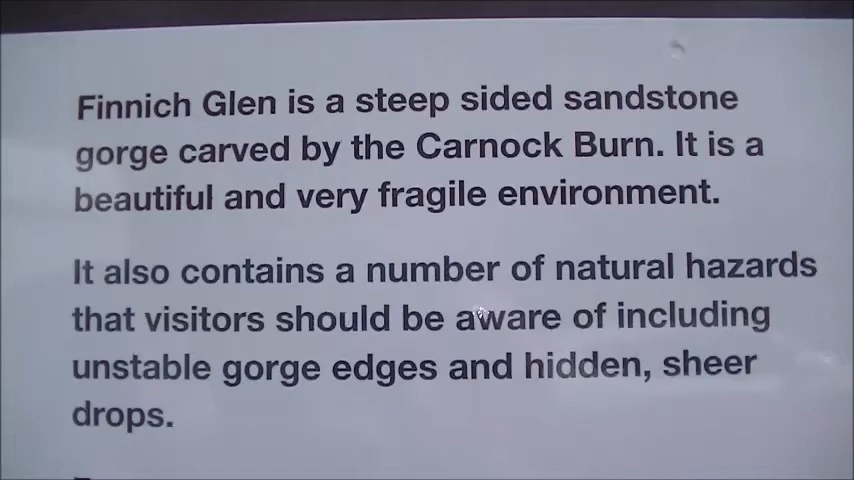 Finnich Glen is a steep sided sandstone
gorge carved by the Carnock Burn. It is a
beautiful and very fragile environment.
It also contains a number of natural hazards
that visitors should be aware of including
unstable gorge edges and hidden, sheer
drops.